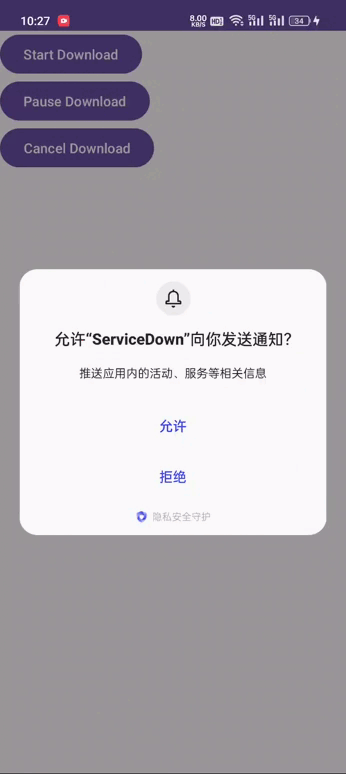 10:27 8.00 KB/S HD 5G 5G 34
Start Download
Pause Download
Cancel Download
允许“ServiceDown”向你发送通知？
推送应用内的活动、服务等相关信息
允许
拒绝
隐私安全守护